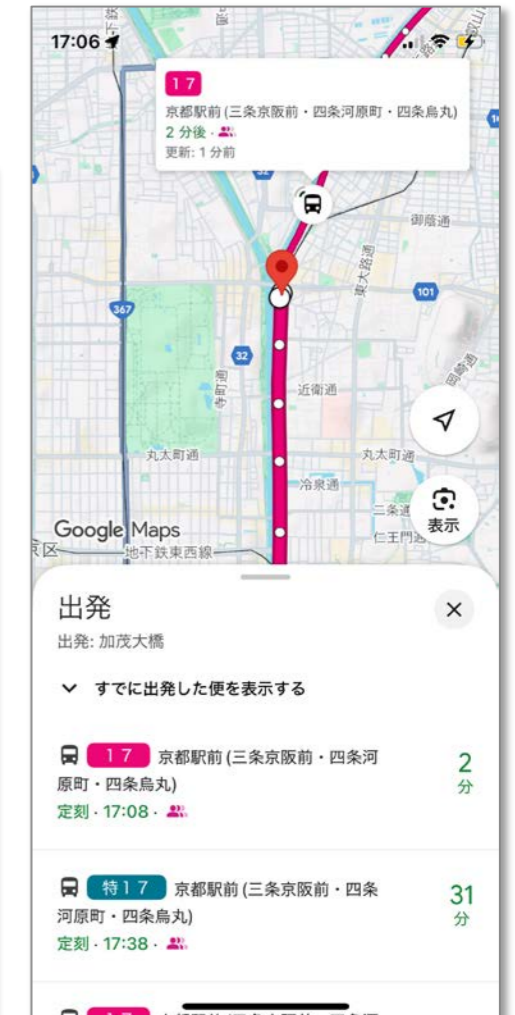 17:06
17
京都駅前(三条京阪前・四条河原町・四条烏丸)
2 分後・
更新: 1 分前
32
御蔭通
東大路通
101
367
32
寺町通
近衛通
丸太町通
丸太町通
冷泉通
二条通
仁王門通
表示
Google Maps
京区
地下鉄東西線
出発
出発: 加茂大橋
すでに出発した便を表示する
17 京都駅前(三条京阪前・四条河
原町・四条烏丸)
2
分
定刻・17:08・
特17 京都駅前(三条京阪前・四条
河原町・四条烏丸)
31
分
定刻・17:38・